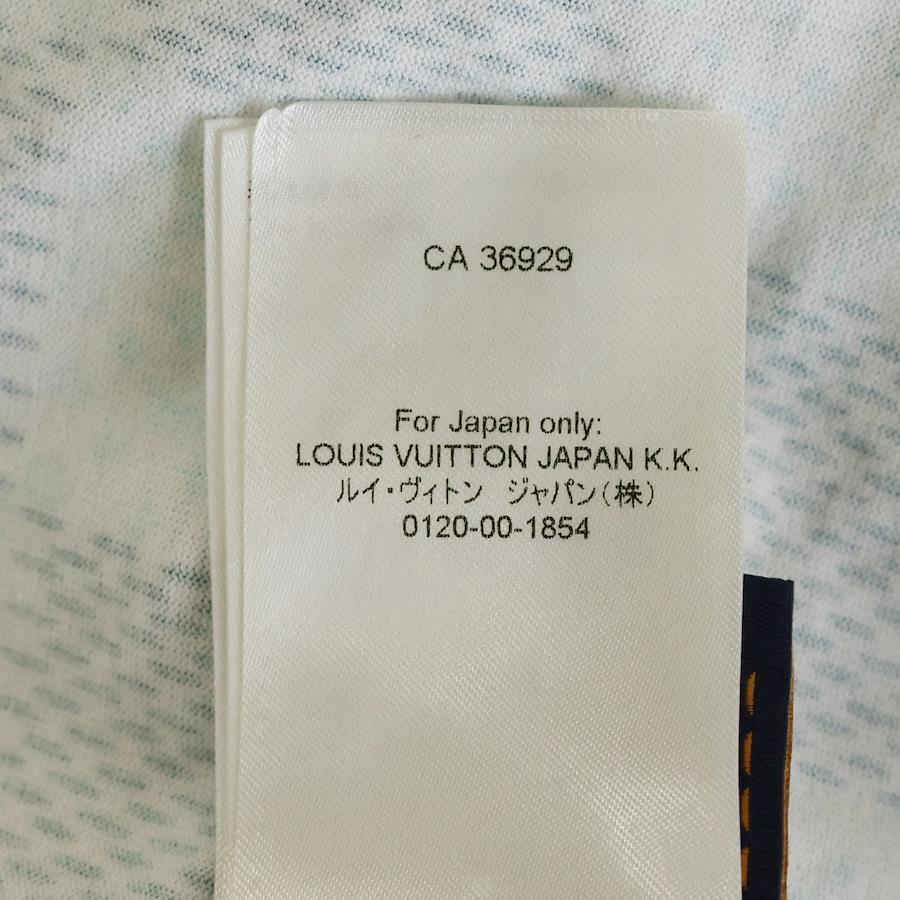 CA 36929
For Japan only:
LOUIS VUITTON JAPAN K.K.
ルイ・ヴィトン　ジャパン(株)
0120-00-1854